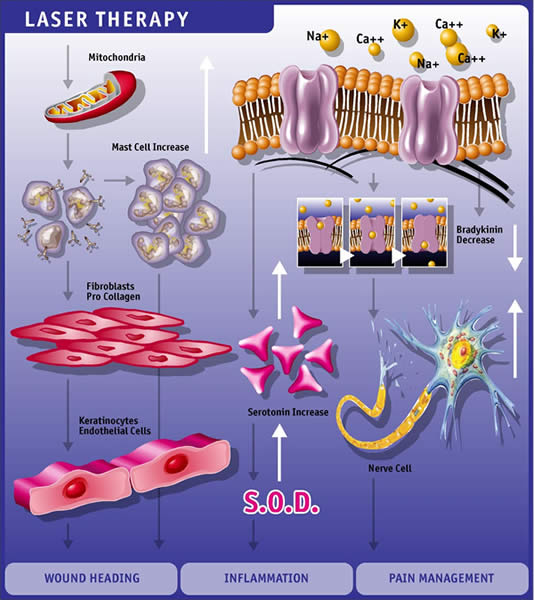 LASER THERAPY
Mitochondria
Mast Cell Increase
Fibroblasts
Pro Collagen
Keratinocytes
Endothelial Cells
Na+
Ca++
K+
Ca++
Na+
Ca++
K+
Bradykinin
Decrease
Serotonin Increase
S.O.D.
Nerve Cell
WOUND HEADING
INFLAMMATION
PAIN MANAGEMENT